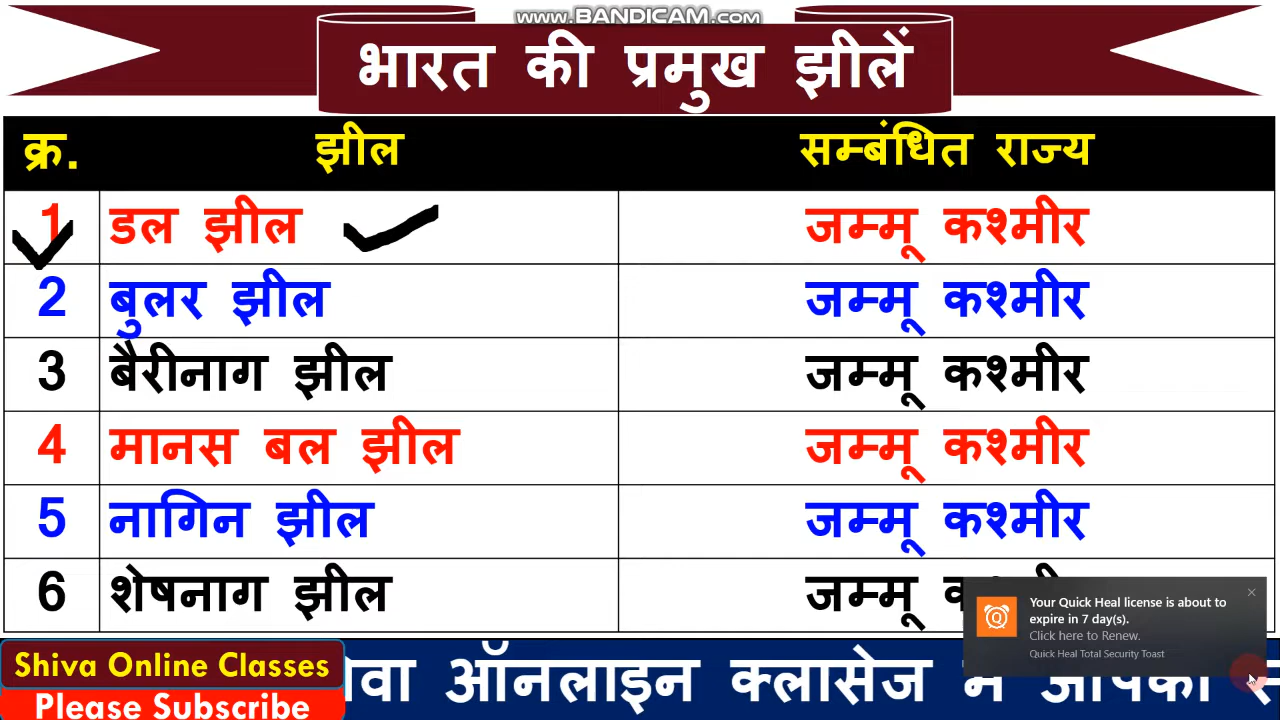 www.BANDICAM.com
भारत की प्रमुख झीलें
क्र. झील सम्बंधित राज्य
1 डल झील जम्मू कश्मीर
2 बुलर झील जम्मू कश्मीर
3 बैरीनाग झील जम्मू कश्मीर
4 मानस बल झील जम्मू कश्मीर
5 नागिन झील जम्मू कश्मीर
6 शेषनाग झील जम्मू
Your Quick Heal license is about to
expire in 7 day(s).
Click here to Renew.
Quick Heal Total Security Toast
Shiva Online Classes
Please Subscribe
ऑनलाइन क्लासेज में